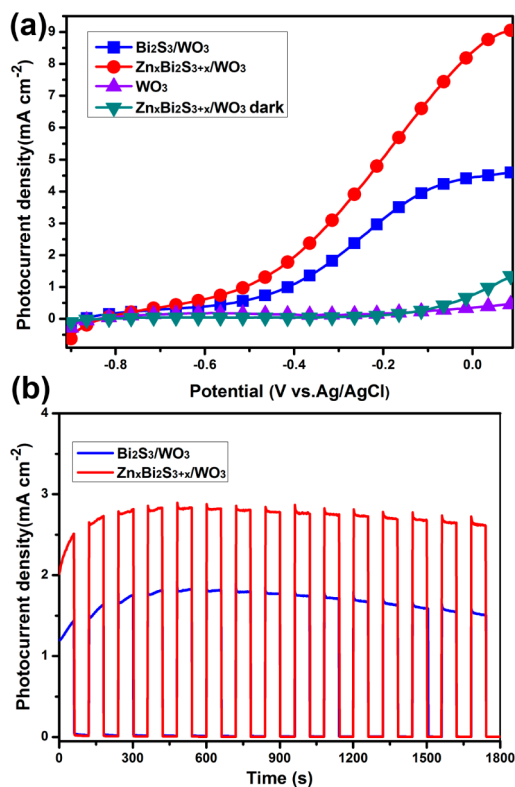 (a)
Bi₂S₃/WO₃
ZnₓBi₂S₃₊ₓ/WO₃
WO₃
ZnₓBi₂S₃₊ₓ/WO₃ dark
Photocurrent density(mA cm⁻²)
10
9
8
7
6
5
4
3
2
1
0
-0.8 -0.6 -0.4 -0.2 0.0
Potential (V vs.Ag/AgCl)
(b)
Bi₂S₃/WO₃
ZnₓBi₂S₃₊ₓ/WO₃
Photocurrent density(mA cm⁻²)
4
3
2
1
0
0 300 600 900 1200 1500 1800
Time (s)